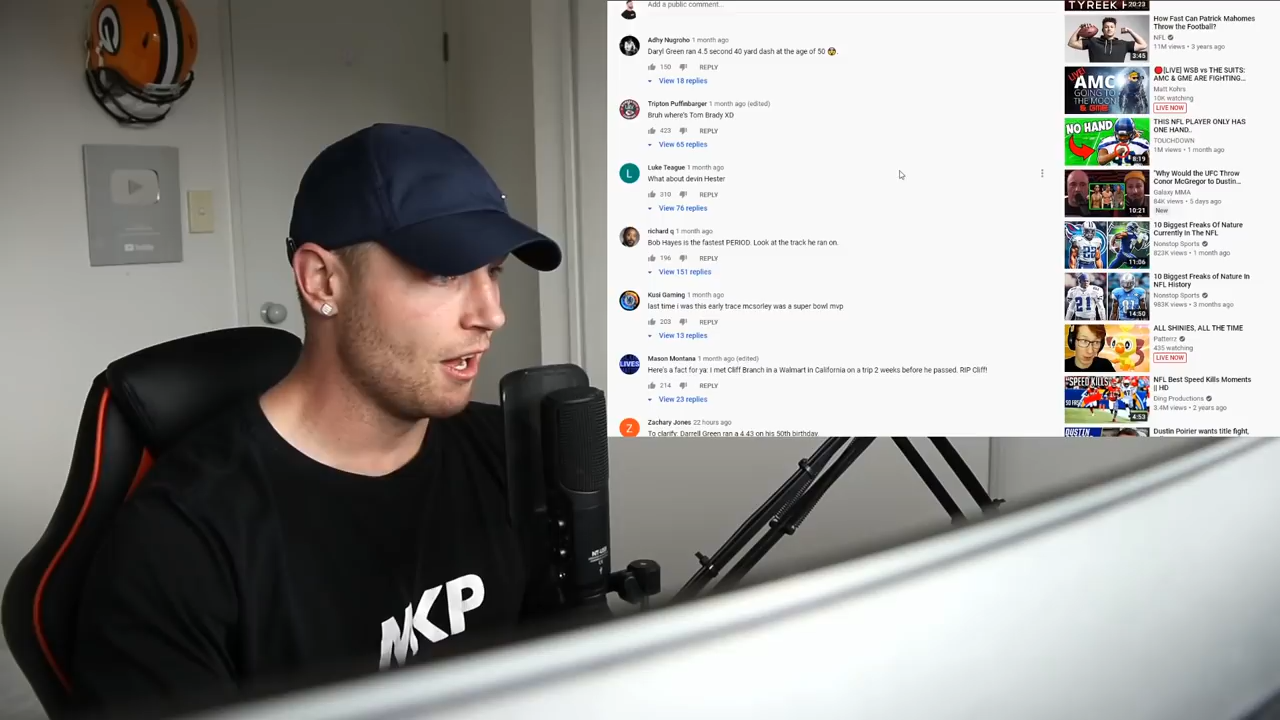 Add a public comment...
Adhy Nugroho 1 month ago
Daryl Green ran 4.5 second 40 yard dash at the age of 50 😨.
150 REPLY
View 18 replies
Tripton Puffinbarger 1 month ago (edited)
Bruh where's Tom Brady XD
423 REPLY
View 65 replies
L
Luke Teague 1 month ago
What about devin Hester
310 REPLY
View 76 replies
richard q 1 month ago
Bob Hayes is the fastest PERIOD. Look at the track he ran on.
196 REPLY
View 151 replies
Kusi Gaming 1 month ago
last time i was this early trace mcsorley was a super bowl mvp
203 REPLY
View 13 replies
LIVES
Mason Montana 1 month ago (edited)
Here's a fact for ya: I met Cliff Branch in a Walmart in California on a trip 2 weeks before he passed. RIP Cliff!
214 REPLY
View 23 replies
Z
Zachary Jones 22 hours ago
To clarify: Darrell Green ran a 4.43 on his 50th birthday.
TYREEK
20:23
How Fast Can Patrick Mahomes
Throw the Football?
NFL
11M views • 3 years ago
3:45
LIVE!
AMC
GOING
TO THE
MOON
🔴[LIVE] WSB vs THE SUITS:
AMC & GME ARE FIGHTING...
Matt Kohrs
10K watching
LIVE NOW
NO HAND
8:19
THIS NFL PLAYER ONLY HAS
ONE HAND..
TOUCHDOWN
1M views • 1 month ago
10:21
"Why Would the UFC Throw
Conor McGregor to Dustin...
Galaxy MMA
84K views • 5 days ago
New
11:06
10 Biggest Freaks Of Nature
Currently In The NFL
Nonstop Sports
823K views • 1 month ago
14:50
10 Biggest Freaks of Nature In
NFL History
Nonstop Sports
983K views • 3 months ago
ALL SHINIES, ALL THE TIME
Patterrz
435 watching
LIVE NOW
SPEED KILLS
4:53
NFL Best Speed Kills Moments
|| HD
Ding Productions
3.4M views • 2 years ago
DUSTIN
Dustin Poirier wants title fight,
G
YouTube
MKP